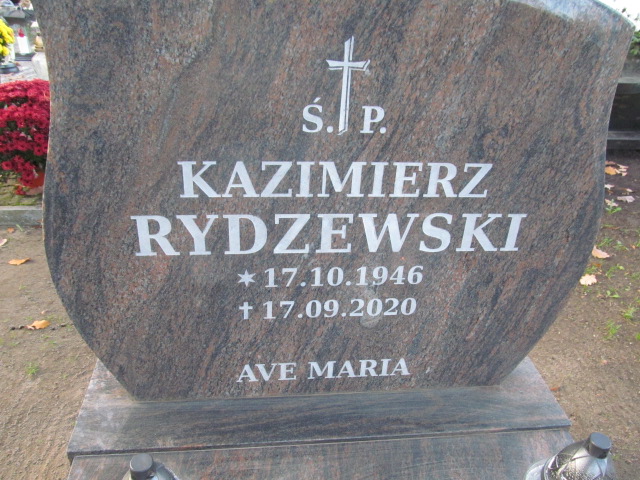 Ś. P.
KAZIMIERZ
RYDZEWSKI
✶ 17.10.1946
✝ 17.09.2020
AVE MARIA